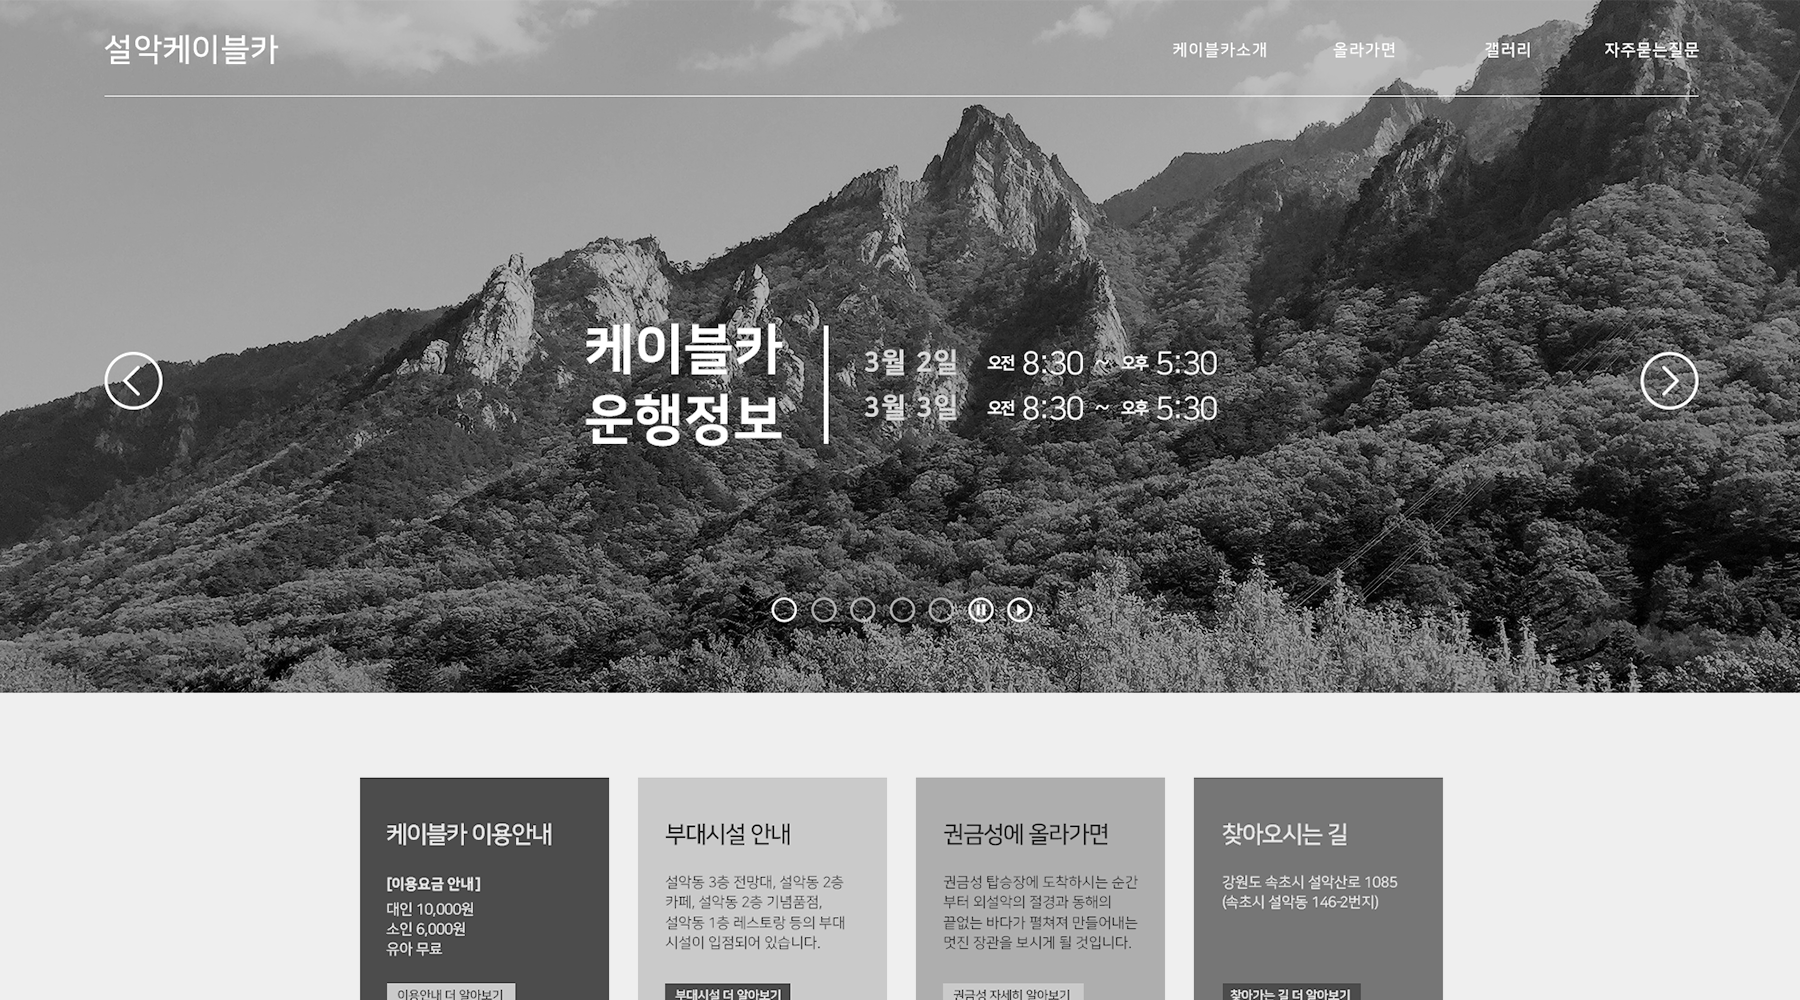 설악케이블카
케이블카소개 올라가면 갤러리 자주묻는질문
케이블카
운행정보
3월 2일 오전 8:30 ~ 오후 5:30
3월 3일 오전 8:30 ~ 오후 5:30
케이블카 이용안내
[이용요금 안내]
대인 10,000원
소인 6,000원
유아 무료
이용안내 더 알아보기
부대시설 안내
설악동 3층 전망대, 설악동 2층
카페, 설악동 2층 기념품점,
설악동 1층 레스토랑 등의 부대
시설이 입점되어 있습니다.
부대시설 더 알아보기
권금성에 올라가면
권금성 탑승장에 도착하시는 순간
부터 외설악의 절경과 동해의
끝없는 바다가 펼쳐져 만들어내는
멋진 장관을 보시게 될 것입니다.
권금성 자세히 알아보기
찾아오시는 길
강원도 속초시 설악산로 1085
(속초시 설악동 146-2번지)
찾아가는 길 더 알아보기